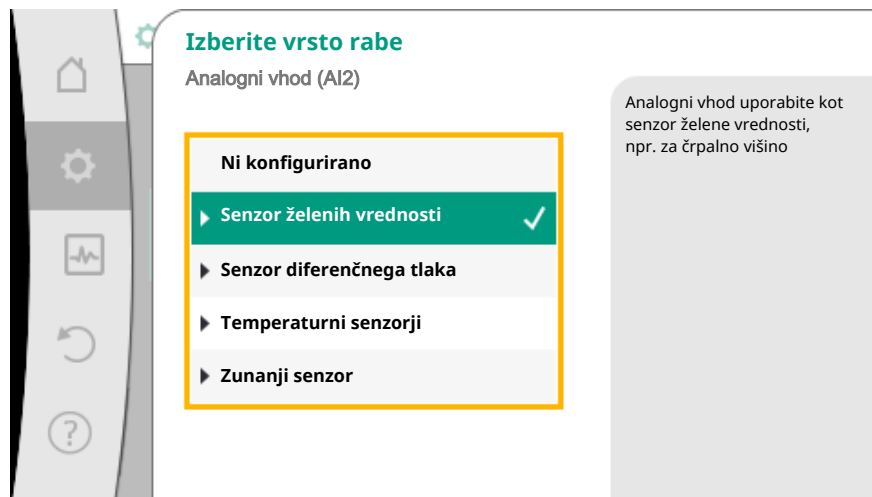 Izberite vrsto rabe
Analogni vhod (AI2)
Ni konfigurirano
Senzor želenih vrednosti
Senzor diferenčnega tlaka
Temperaturni senzorji
Zunanji senzor
Analogni vhod uporabite kot
senzor želene vrednosti,
npr. za črpalno višino
?